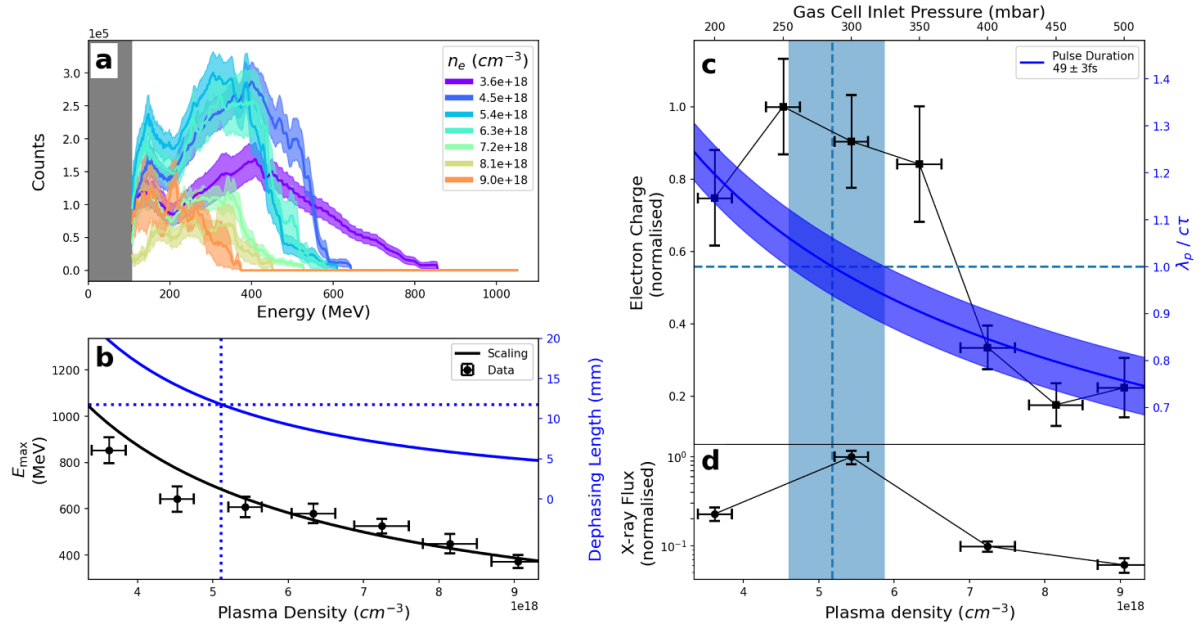 a
1e5
3.5
3.0
2.5
2.0
1.5
1.0
0.5
0.0
Counts
0 200 400 600 800 1000
Energy (MeV)
n_e (cm⁻³)
3.6e+18
4.5e+18
5.4e+18
6.3e+18
7.2e+18
8.1e+18
9.0e+18
b
Scaling
Data
1200
1000
800
600
400
E_max
(MeV)
20
15
10
5
0
Dephasing Length (mm)
4 5 6 7 8 9
1e18
Plasma Density (cm⁻³)
Gas Cell Inlet Pressure (mbar)
200 250 300 350 400 450 500
c
Pulse Duration
49 ± 3fs
1.0
0.8
0.6
0.4
0.2
Electron Charge
(normalised)
1.4
1.3
1.2
1.1
1.0
0.9
0.8
0.7
λ_p / cτ
d
10⁰
10⁻¹
X-ray Flux
(normalised)
4 5 6 7 8 9
1e18
Plasma density (cm⁻³)